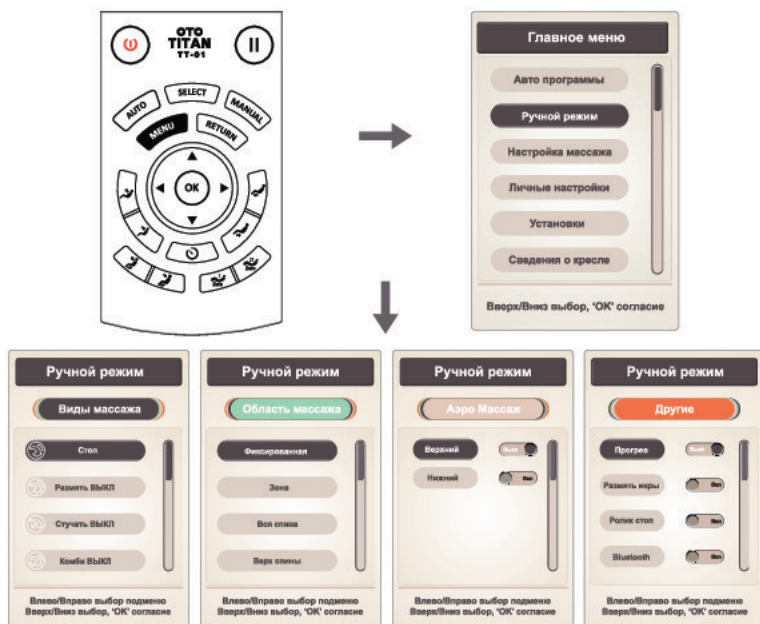 OTO
TITAN
TT-01
AUTO
SELECT
MANUAL
MENU
RETURN
OK
Главное меню
Авто программы
Ручной режим
Настройка массажа
Личные настройки
Установки
Сведения о кресле
Вверх/Вниз выбор, 'ОК' согласие
Ручной режим
Виды массажа
Стоп
Размять ВЫКЛ
Стучать ВЫКЛ
Комби ВЫКЛ
Влево/Вправо выбор подменю
Вверх/Вниз выбор, 'ОК' согласие
Ручной режим
Область массажа
Фиксированная
Зона
Вся спина
Верх спины
Влево/Вправо выбор подменю
Вверх/Вниз выбор, 'ОК' согласие
Ручной режим
Аэро Массаж
Верхний
Нижний
Влево/Вправо выбор подменю
Вверх/Вниз выбор, 'ОК' согласие
Ручной режим
Другие
Прогрев
Размять икры
Ролик стоп
Bluetooth
Влево/Вправо выбор подменю
Вверх/Вниз выбор, 'ОК' согласие